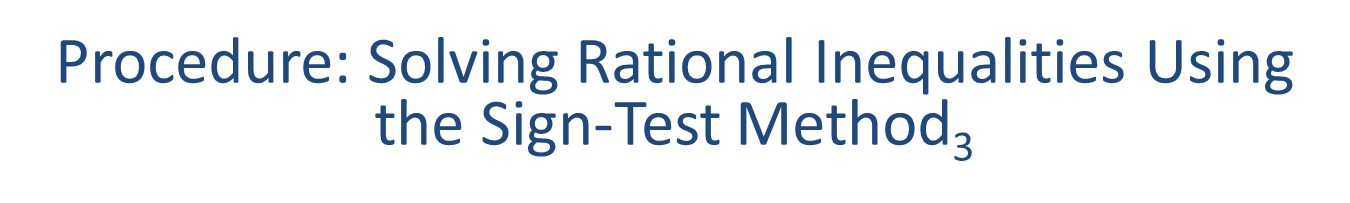 Procedure: Solving Rational Inequalities Using
the Sign-Test Method₃